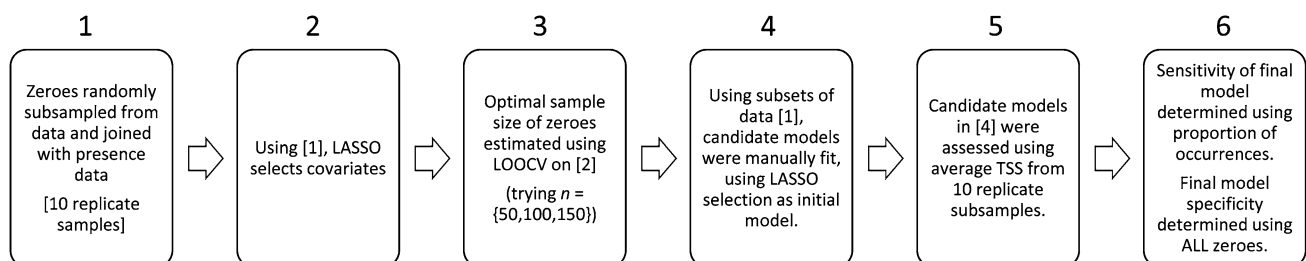 1
Zeroes randomly
subsampled from
data and joined
with presence
data
[10 replicate
samples]
2
Using [1], LASSO
selects covariates
3
Optimal sample
size of zeroes
estimated using
LOOCV on [2]
(trying n =
{50,100,150})
4
Using subsets of
data [1],
candidate models
were manually fit,
using LASSO
selection as initial
model.
5
Candidate models
in [4] were
assessed using
average TSS from
10 replicate
subsamples.
6
Sensitivity of final
model
determined using
proportion of
occurrences.
Final model
specificity
determined using
ALL zeroes.